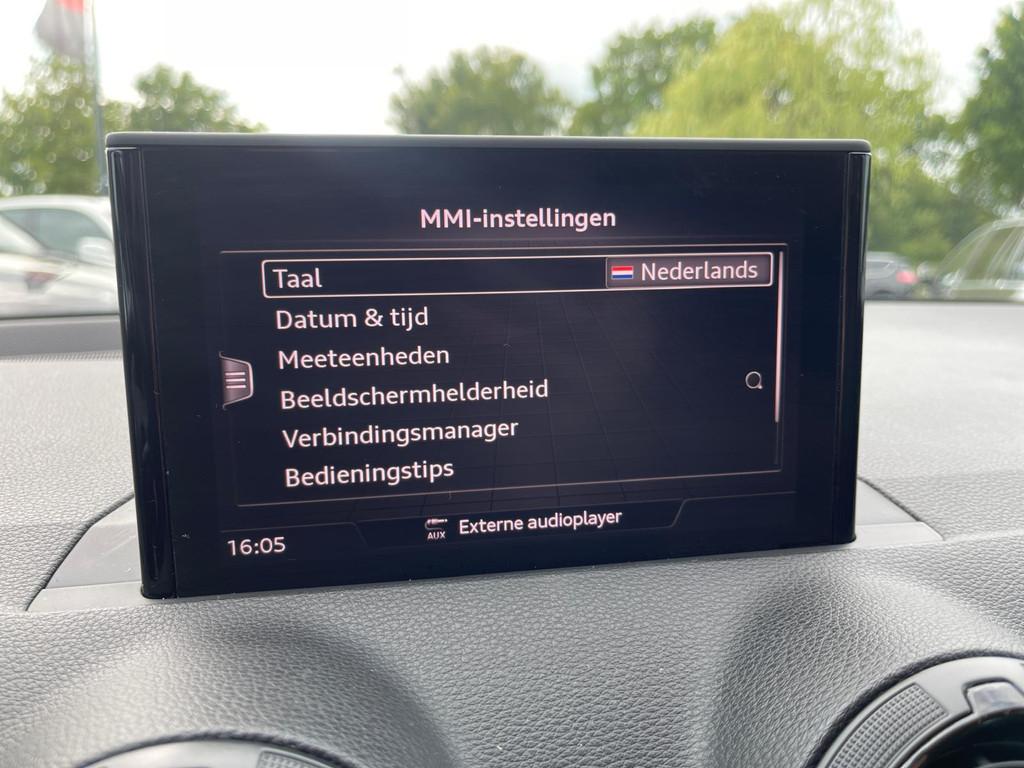 MMI-instellingen
Taal Nederlands
Datum & tijd
Meeteenheden
Beeldschermhelderheid
Verbindingsmanager
Bedieningstips
AUX Externe audioplayer
16:05